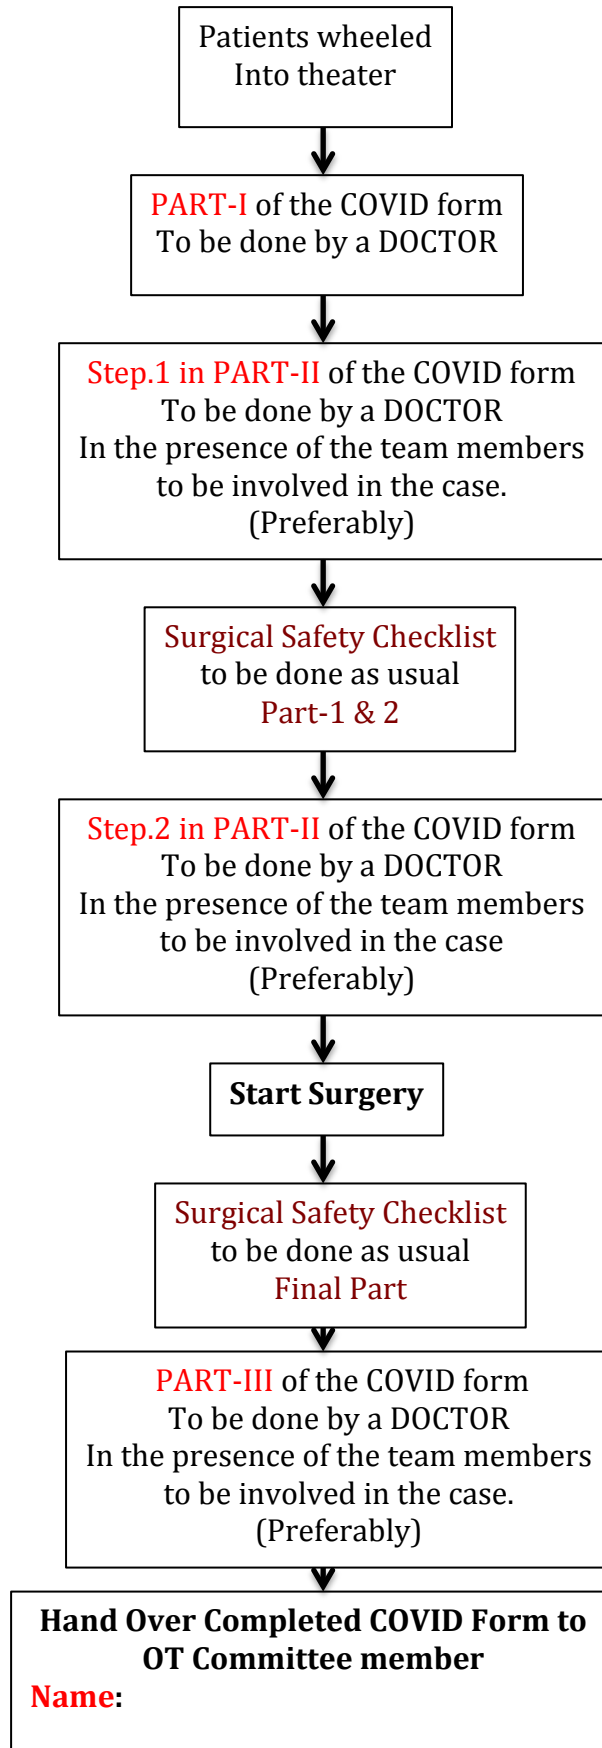 Patients wheeled
Into theater
PART-I of the COVID form
To be done by a DOCTOR
Step.1 in PART-II of the COVID form
To be done by a DOCTOR
In the presence of the team members
to be involved in the case.
(Preferably)
Surgical Safety Checklist
to be done as usual
Part-1 & 2
Step.2 in PART-II of the COVID form
To be done by a DOCTOR
In the presence of the team members
to be involved in the case
(Preferably)
Start Surgery
Surgical Safety Checklist
to be done as usual
Final Part
PART-III of the COVID form
To be done by a DOCTOR
In the presence of the team members
to be involved in the case.
(Preferably)
Hand Over Completed COVID Form to
OT Committee member
Name: